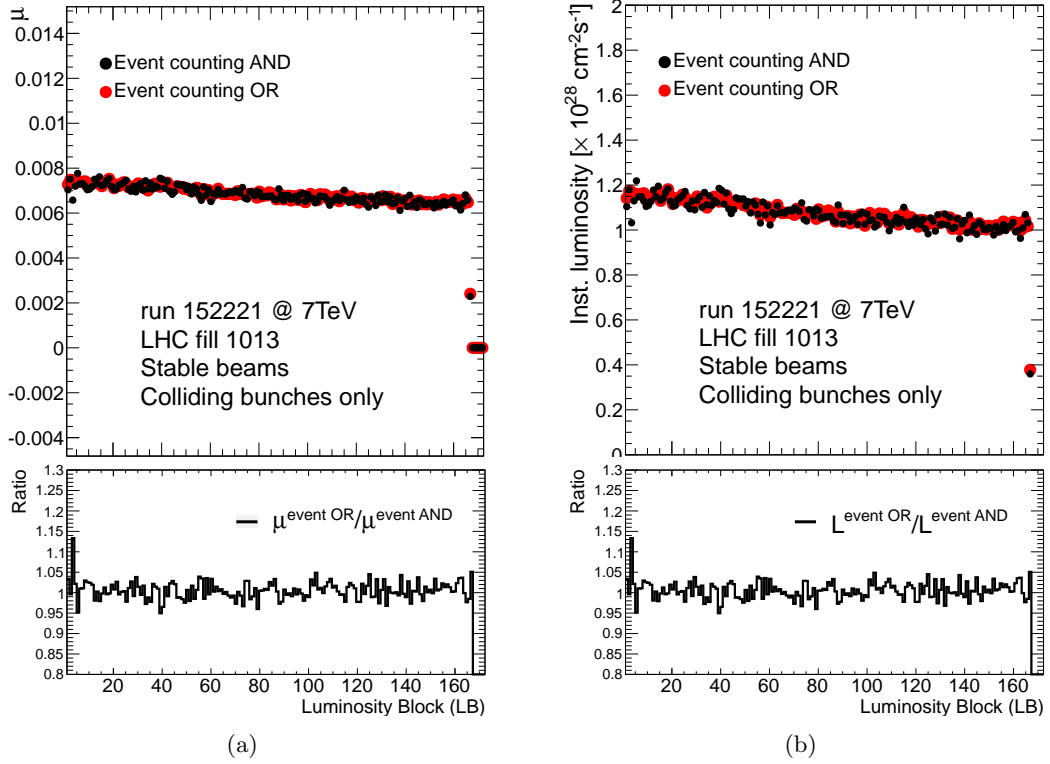 μ
0.014
0.012
0.01
0.008
0.006
0.004
0.002
0
-0.002
-0.004
Event counting AND
Event counting OR
run 152221 @ 7TeV
LHC fill 1013
Stable beams
Colliding bunches only
Ratio
1.3
1.25
1.2
1.15
1.1
1.05
1
0.95
0.9
0.85
0.8
μ^event OR/μ^event AND
20 40 60 80 100 120 140 160
Luminosity Block (LB)
(a)
Inst. luminosity [× 10^28 cm^-2s^-1]
2
1.8
1.6
1.4
1.2
1
0.8
0.6
0.4
0.2
0
Event counting AND
Event counting OR
run 152221 @ 7TeV
LHC fill 1013
Stable beams
Colliding bunches only
Ratio
1.3
1.25
1.2
1.15
1.1
1.05
1
0.95
0.9
0.85
0.8
L^event OR/L^event AND
20 40 60 80 100 120 140 160
Luminosity Block (LB)
(b)